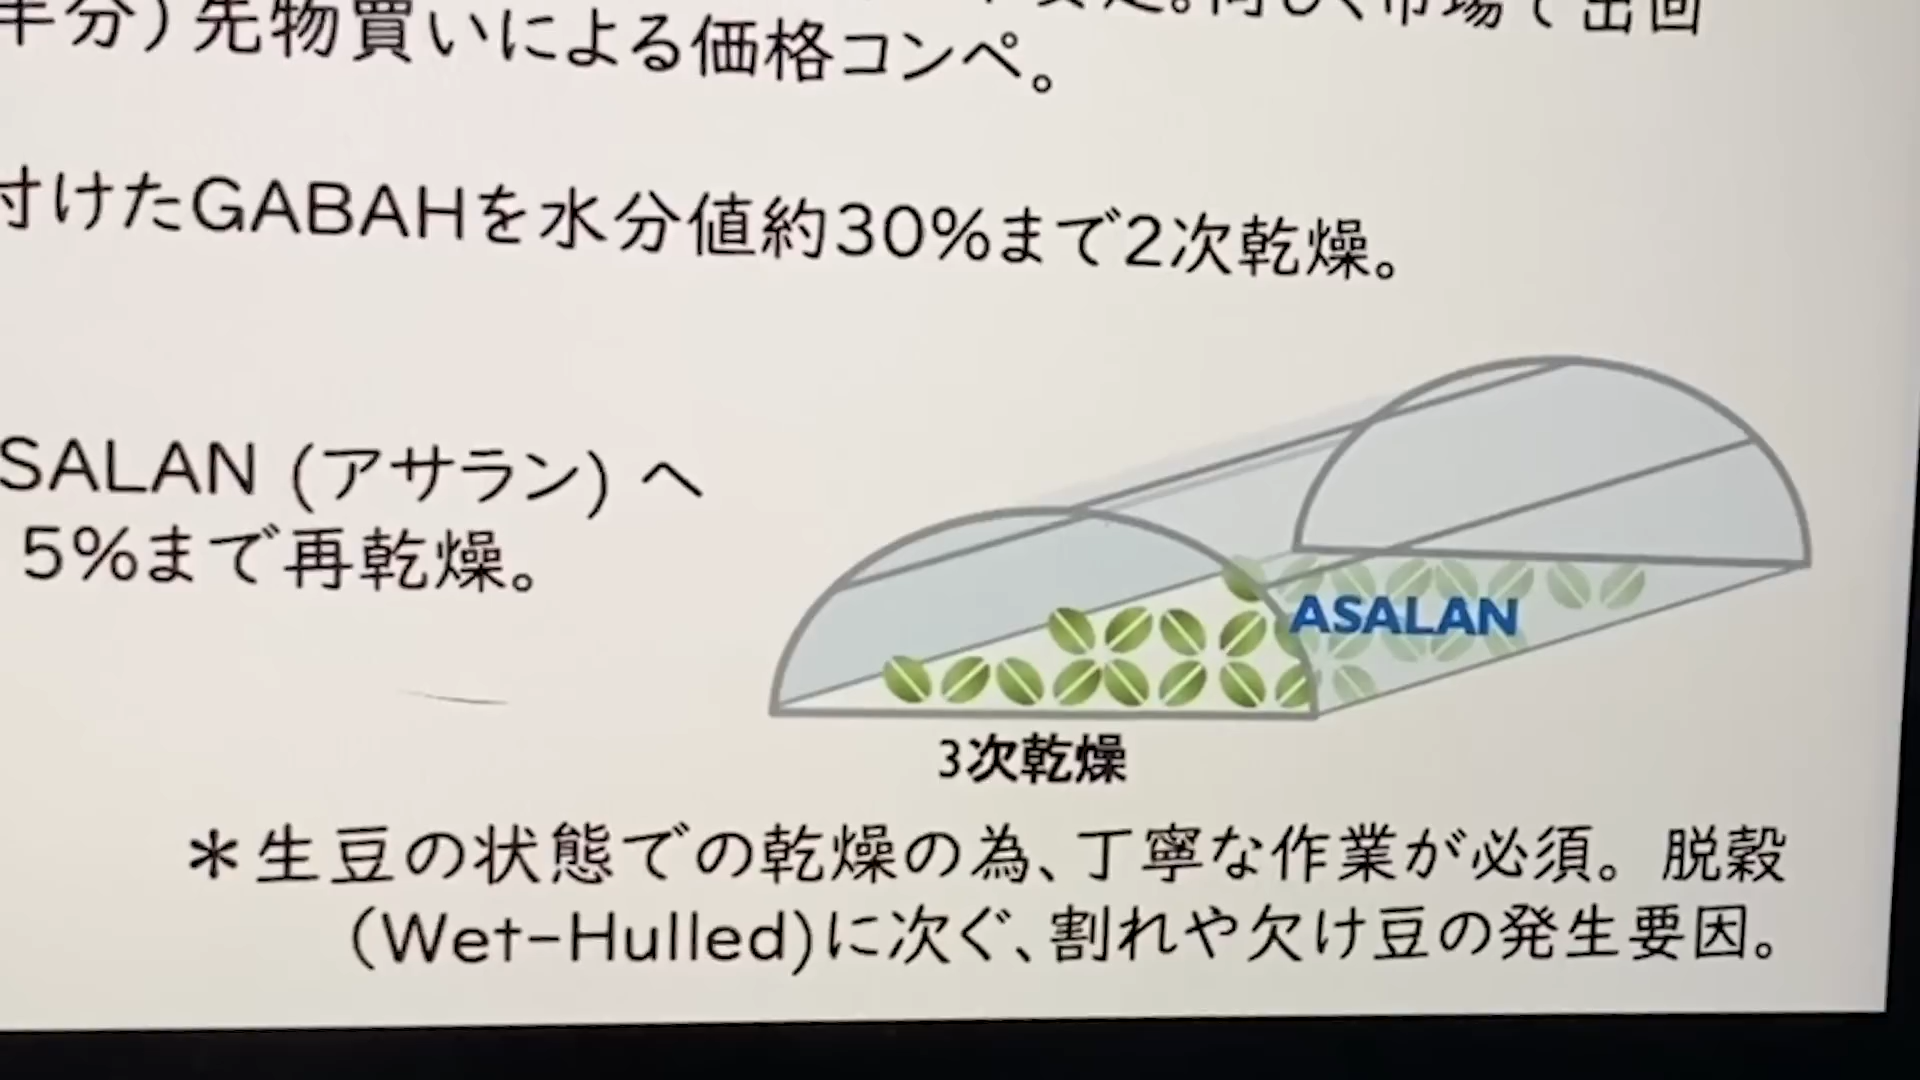 年分）先物買いによる価格コンペ。
付けたGABAHを水分値約30%まで2次乾燥。
SALAN (アサラン) へ
5%まで再乾燥。
ASALAN
3次乾燥
＊生豆の状態での乾燥の為、丁寧な作業が必須。脱穀
(Wet-Hulled)に次ぐ、割れや欠け豆の発生要因。